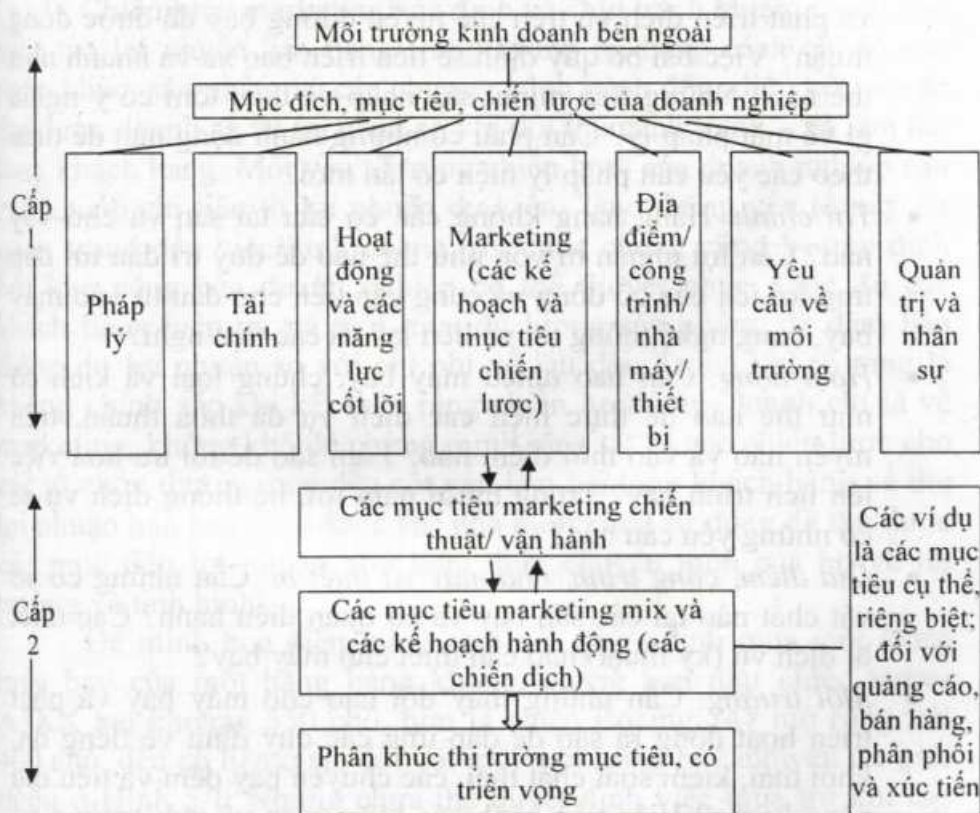 Môi trường kinh doanh bên ngoài
Mục đích, mục tiêu, chiến lược của doanh nghiệp
Cấp
1
Pháp
lý
Tài
chính
Hoạt
động
và các
năng
lực
cốt lõi
Marketing
(các kế
hoạch và
mục tiêu
chiến
lược)
Địa
điểm/
công
trình/
nhà
máy/
thiết
bị
Yêu
cầu về
môi
trường
Quản
trị và
nhân
sự
Các mục tiêu marketing chiến
thuật/ vận hành
Cấp
2
Các mục tiêu marketing mix và
các kế hoạch hành động (các
chiến dịch)
Phân khúc thị trường mục tiêu, có
triển vọng
Các ví dụ
là các mục
tiêu cụ thể,
riêng biệt;
đối với
quảng cáo,
bán hàng,
phân phối
và xúc tiến